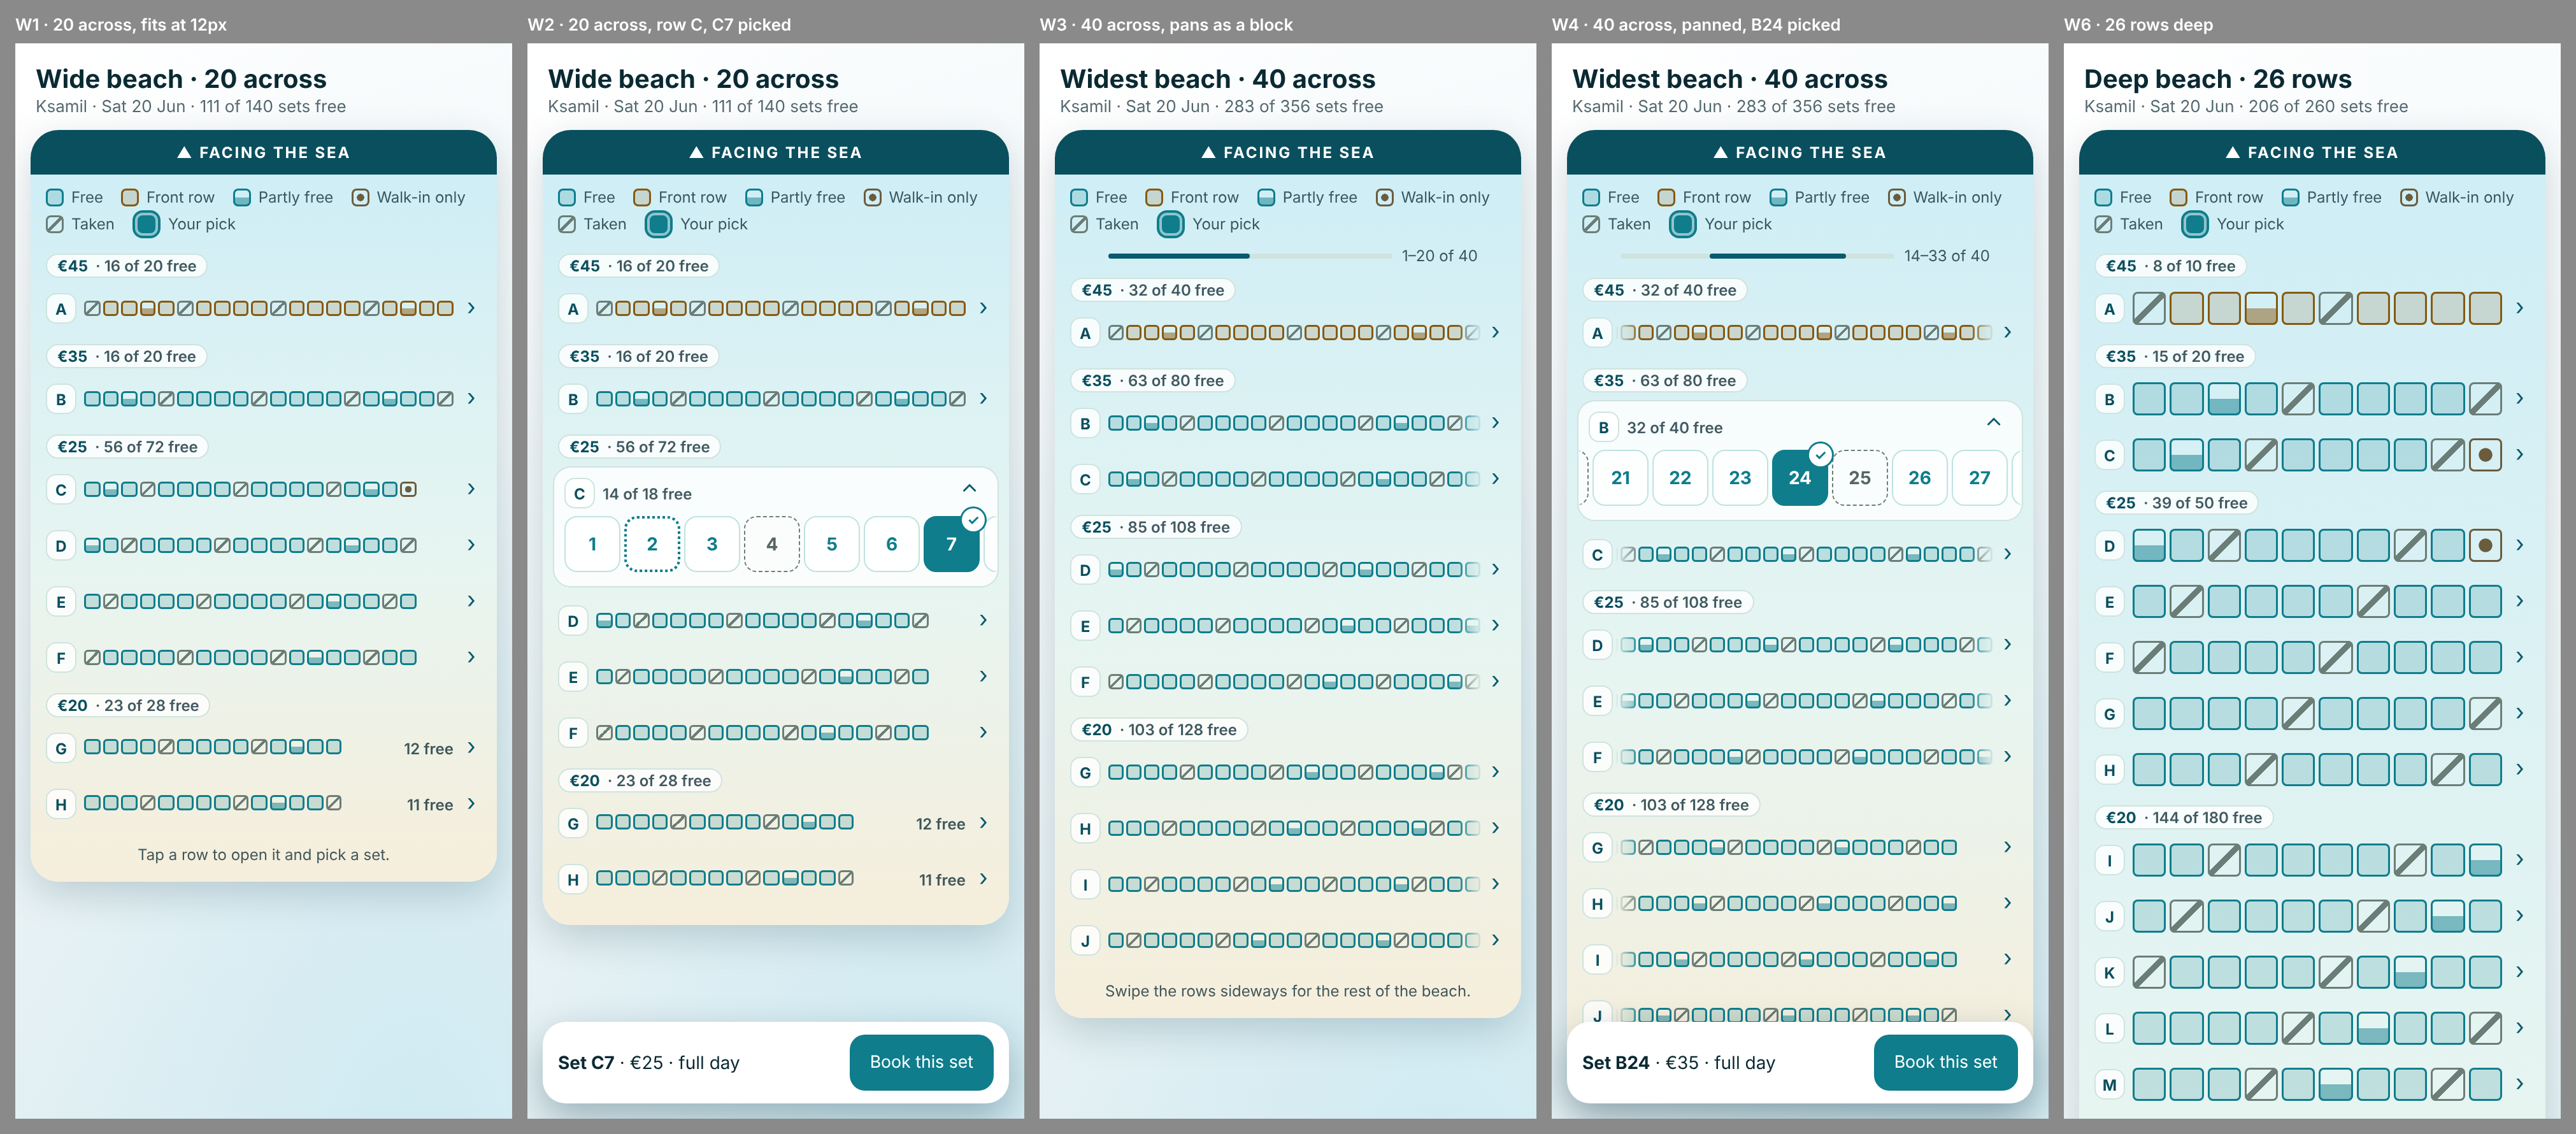 W1 · 20 across, fits at 12px
Wide beach · 20 across
Ksamil · Sat 20 Jun · 111 of 140 sets free
▲ FACING THE SEA
Free Front row Partly free Walk-in only
Taken Your pick
€45 · 16 of 20 free
A
€35 · 16 of 20 free
B
€25 · 56 of 72 free
C
D
E
F
€20 · 23 of 28 free
G 12 free
H 11 free
Tap a row to open it and pick a set.
W2 · 20 across, row C, C7 picked
Wide beach · 20 across
Ksamil · Sat 20 Jun · 111 of 140 sets free
▲ FACING THE SEA
Free Front row Partly free Walk-in only
Taken Your pick
€45 · 16 of 20 free
A
€35 · 16 of 20 free
B
€25 · 56 of 72 free
C 14 of 18 free
1 2 3 4 5 6 7
D
E
F
€20 · 23 of 28 free
G 12 free
H 11 free
Set C7 · €25 · full day Book this set
W3 · 40 across, pans as a block
Widest beach · 40 across
Ksamil · Sat 20 Jun · 283 of 356 sets free
▲ FACING THE SEA
Free Front row Partly free Walk-in only
Taken Your pick
1–20 of 40
€45 · 32 of 40 free
A
€35 · 63 of 80 free
B
C
€25 · 85 of 108 free
D
E
F
€20 · 103 of 128 free
G
H
I
J
Swipe the rows sideways for the rest of the beach.
W4 · 40 across, panned, B24 picked
Widest beach · 40 across
Ksamil · Sat 20 Jun · 283 of 356 sets free
▲ FACING THE SEA
Free Front row Partly free Walk-in only
Taken Your pick
14–33 of 40
€45 · 32 of 40 free
A
€35 · 63 of 80 free
B 32 of 40 free
21 22 23 24 25 26 27
C
€25 · 85 of 108 free
D
E
F
€20 · 103 of 128 free
G
H
I
J
Set B24 · €35 · full day Book this set
W6 · 26 rows deep
Deep beach · 26 rows
Ksamil · Sat 20 Jun · 206 of 260 sets free
▲ FACING THE SEA
Free Front row Partly free Walk-in only
Taken Your pick
€45 · 8 of 10 free
A
€35 · 15 of 20 free
B
C
€25 · 39 of 50 free
D
E
F
G
H
€20 · 144 of 180 free
I
J
K
L
M